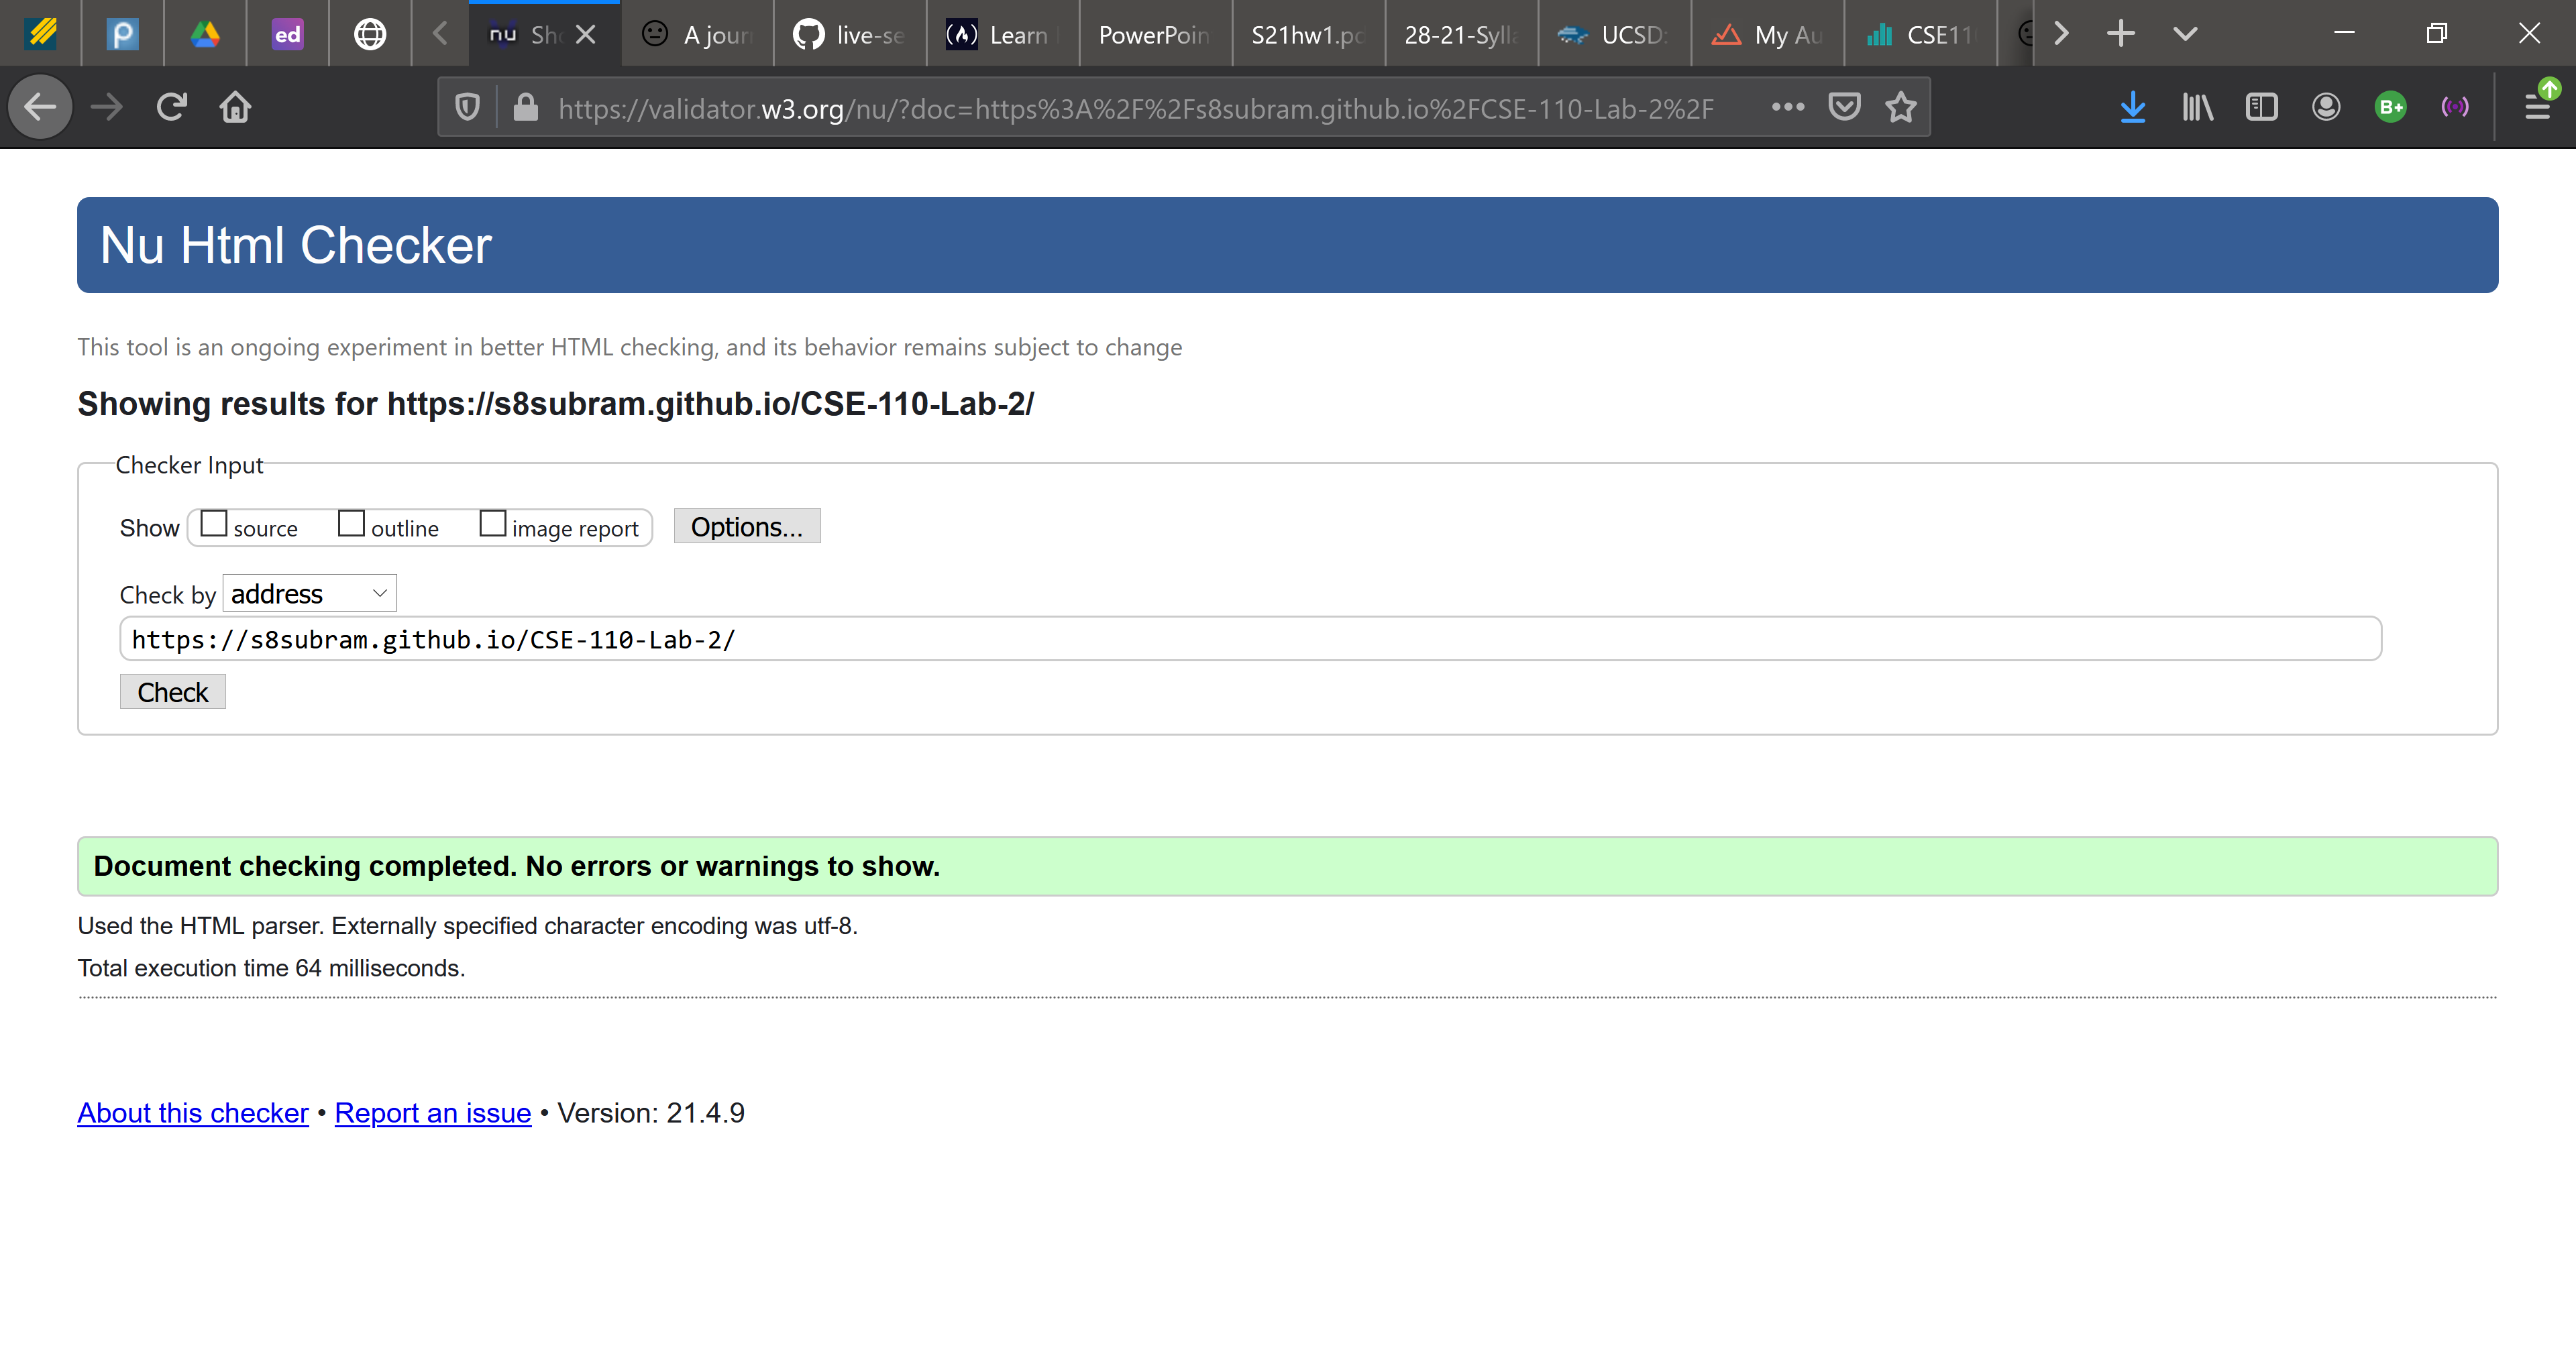 ed
nu Sho
A jour
live-se
Learn
PowerPoin
S21hw1.pd
28-21-Sylla
UCSD:
My Au
CSE11
https://validator.w3.org/nu/?doc=https%3A%2F%2Fs8subram.github.io%2FCSE-110-Lab-2%2F
B+
Nu Html Checker
This tool is an ongoing experiment in better HTML checking, and its behavior remains subject to change
Showing results for https://s8subram.github.io/CSE-110-Lab-2/
Checker Input
Show source outline image report Options...
Check by address
https://s8subram.github.io/CSE-110-Lab-2/
Check
Document checking completed. No errors or warnings to show.
Used the HTML parser. Externally specified character encoding was utf-8.
Total execution time 64 milliseconds.
About this checker • Report an issue • Version: 21.4.9